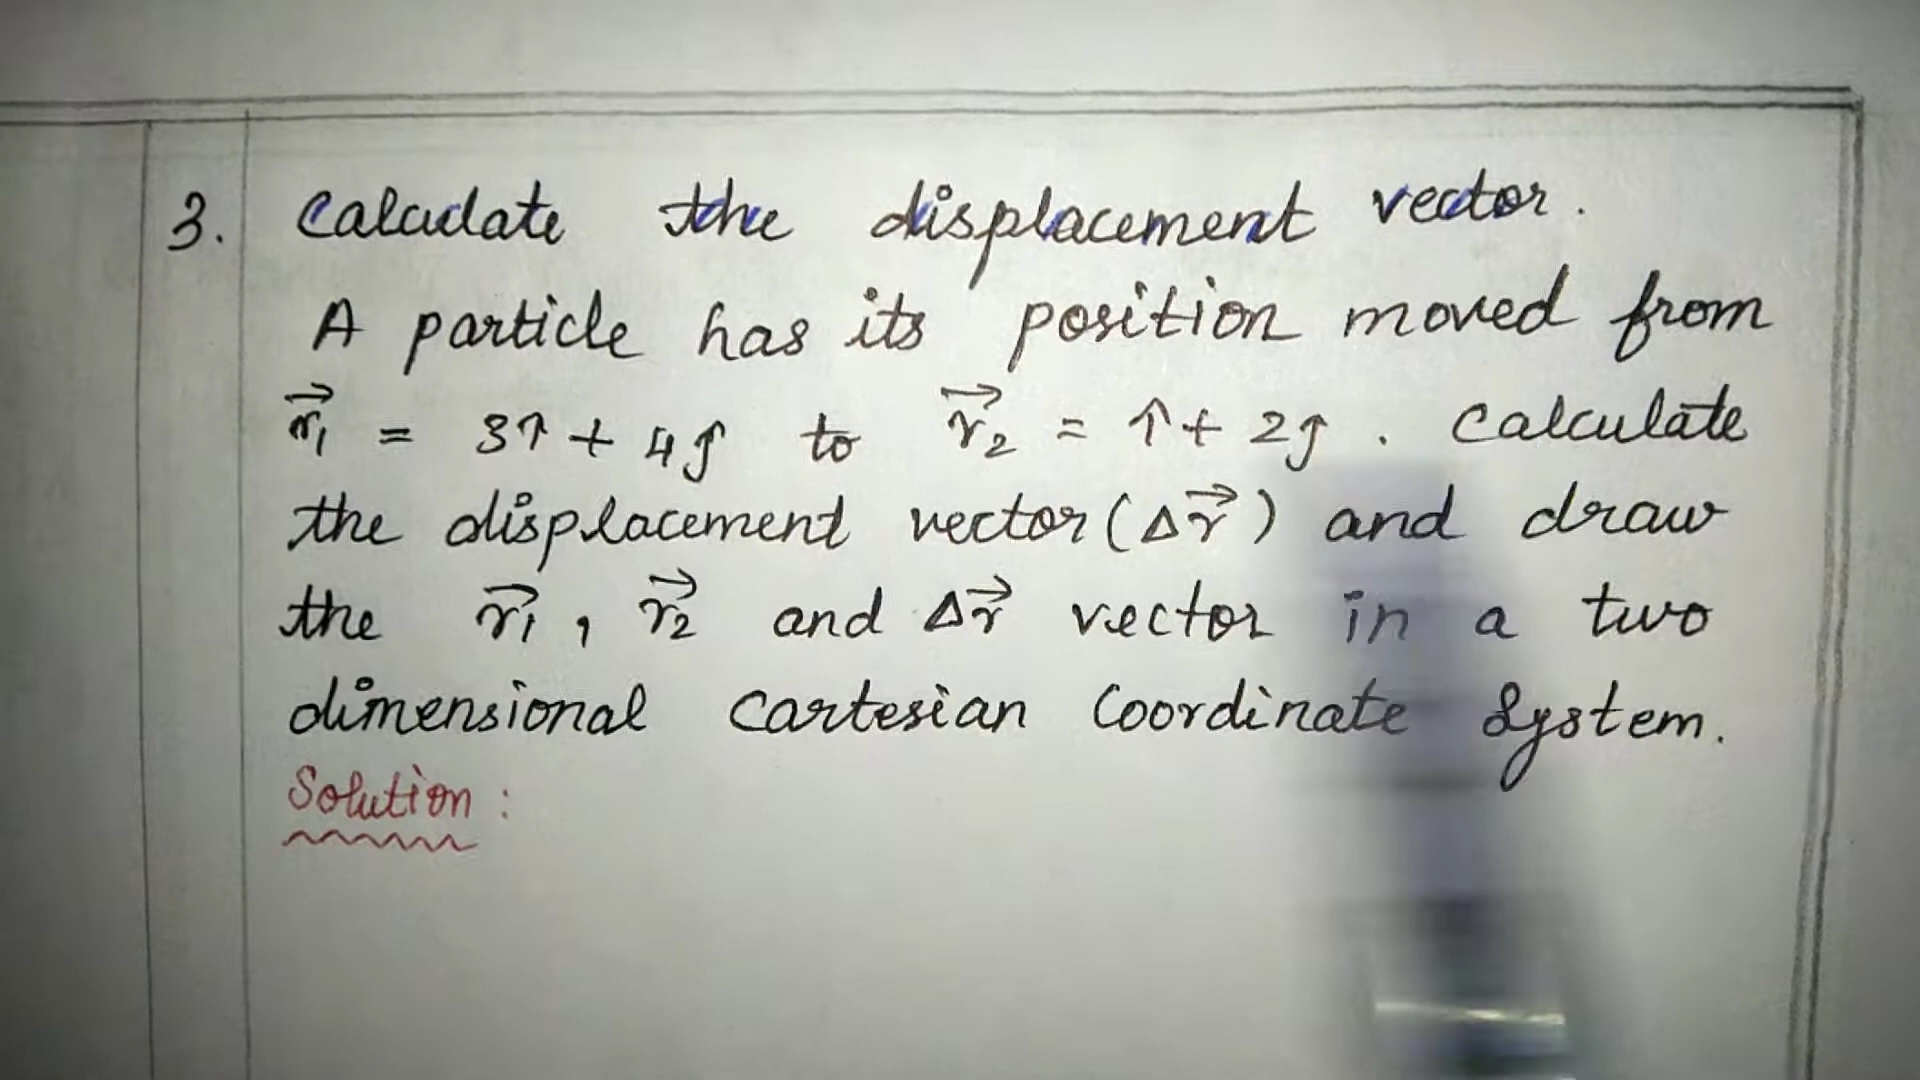 3. Calculate the displacement vector.
A particle has its position moved from
r⃗₁ = 3î + 4ĵ to r⃗₂ = î + 2ĵ. Calculate
the displacement vector (Δr⃗) and draw
the r⃗₁, r⃗₂ and Δr⃗ vector in a two
dimensional Cartesian Coordinate System.
Solution: